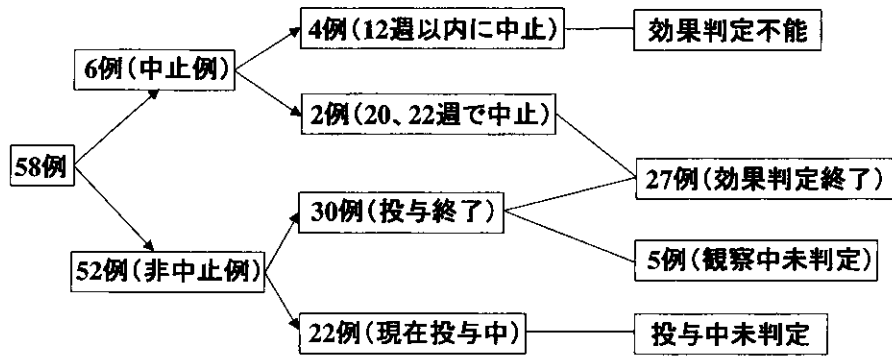 4例(12週以内に中止)
効果判定不能
6例(中止例)
2例(20、22週で中止)
58例
27例(効果判定終了)
30例(投与終了)
5例(観察中未判定)
52例(非中止例)
22例(現在投与中)
投与中未判定